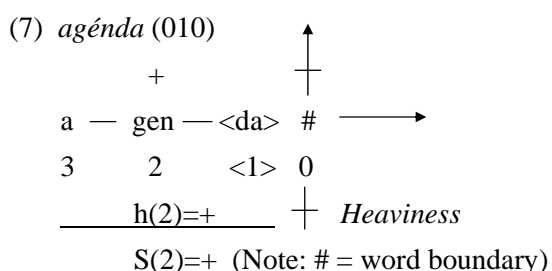 (7) agénda (010)
+
a — gen — <da> #
3 2 <1> 0
h(2)=+ Heaviness
S(2)=+ (Note: # = word boundary)